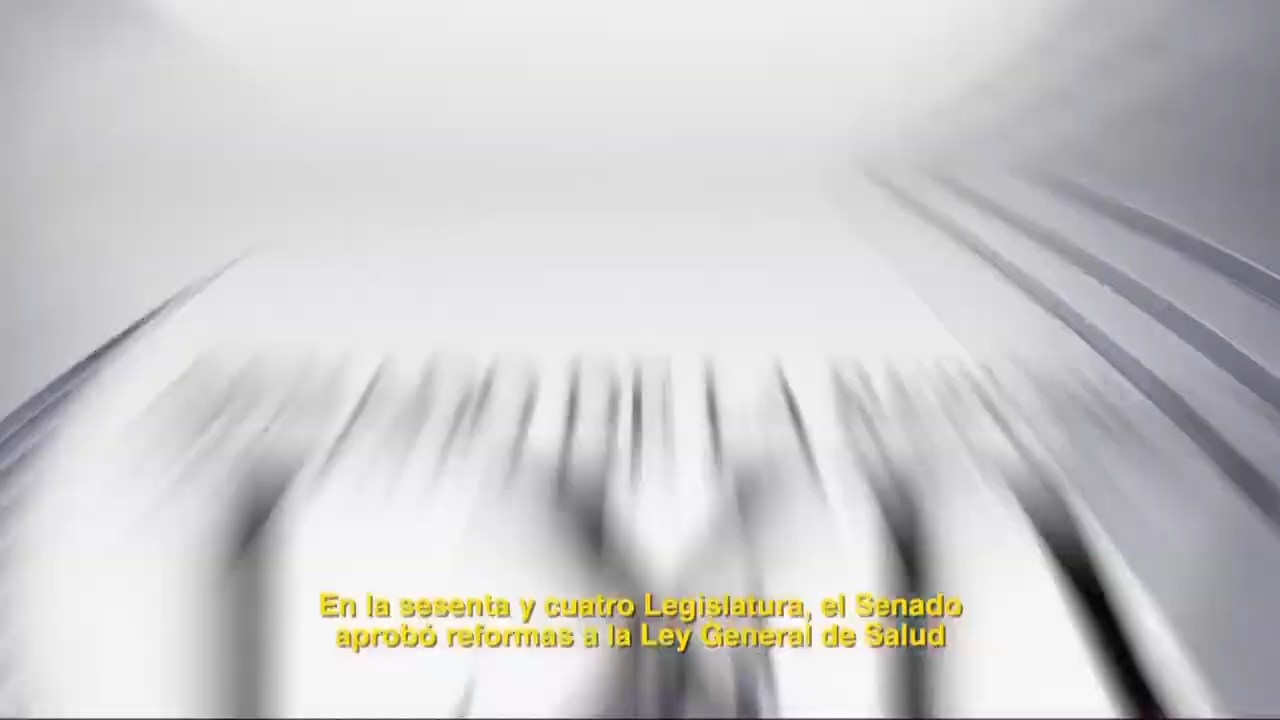 En la sesenta y cuatro Legislatura, el Senado
aprobó reformas a la Ley General de Salud